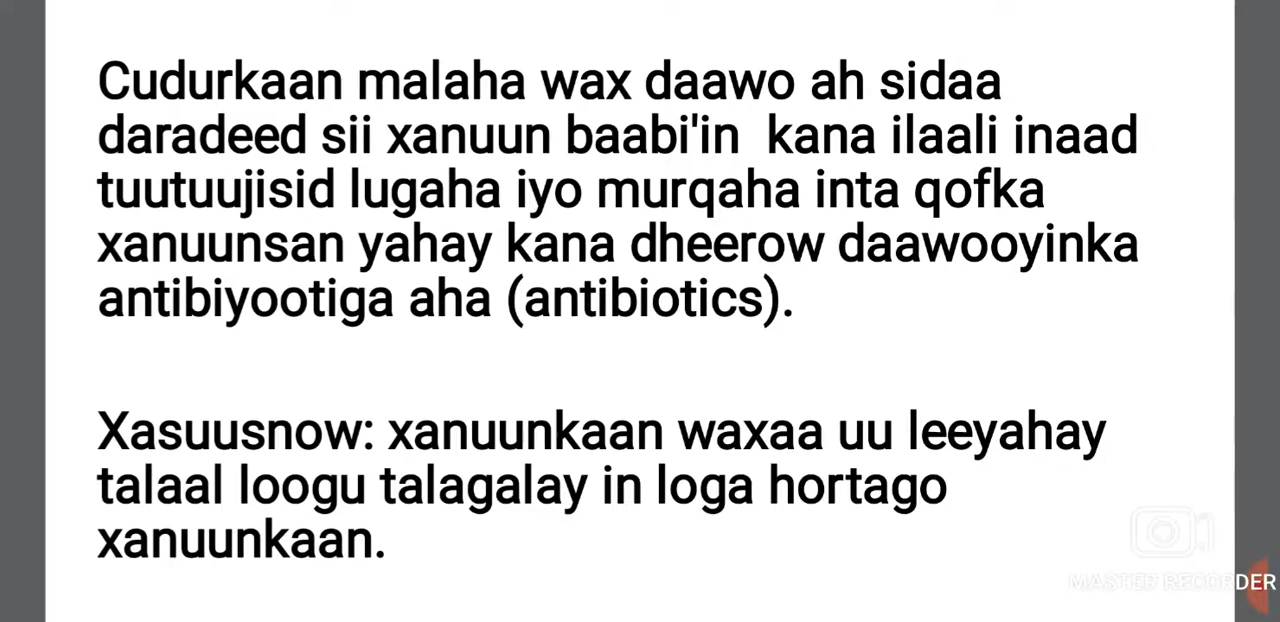 Cudurkaan malaha wax daawo ah sidaa
daradeed sii xanuun baabi'in kana ilaali inaad
tuutuujisid lugaha iyo murqaha inta qofka
xanuunsan yahay kana dheerow daawooyinka
antibiyootiga aha (antibiotics).
Xasuusnow: xanuunkaan waxaa uu leeyahay
talaal loogu talagalay in loga hortago
xanuunkaan.
MASTER RECORDER